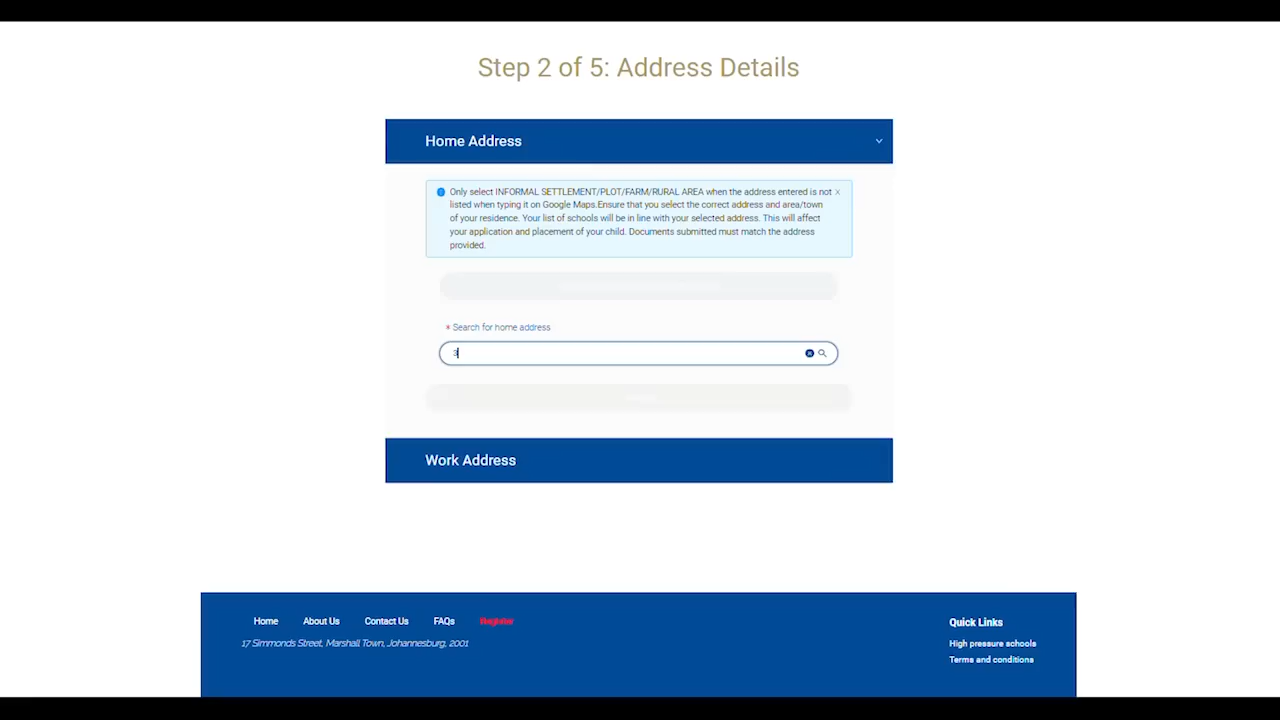 Step 2 of 5: Address Details
Home Address
Only select INFORMAL SETTLEMENT/PLOT/FARM/RURAL AREA when the address entered is not
listed when typing it on Google Maps.Ensure that you select the correct address and area/town
of your residence. Your list of schools will be in line with your selected address. This will affect
your application and placement of your child. Documents submitted must match the address
provided.
* Search for home address
3
Work Address
Home About Us Contact Us FAQs Register
17 Simmonds Street, Marshall Town, Johannesburg, 2001
Quick Links
High pressure schools
Terms and conditions